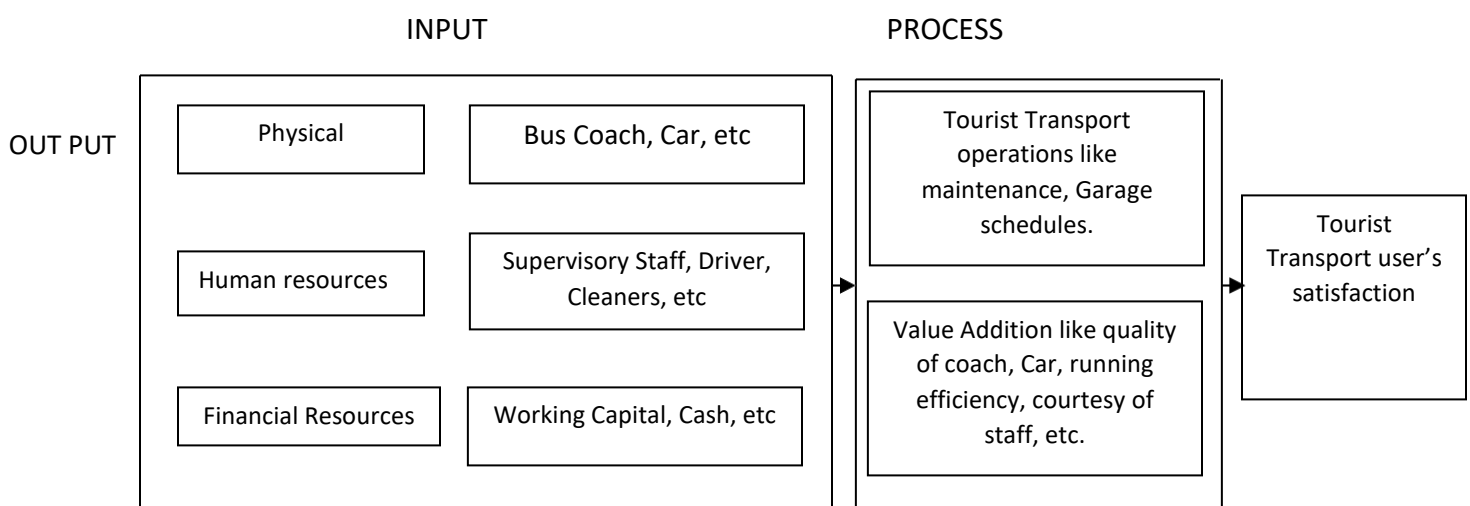 INPUT
PROCESS
OUT PUT
Physical
Bus Coach, Car, etc
Human resources
Supervisory Staff, Driver,
Cleaners, etc
Financial Resources
Working Capital, Cash, etc
Tourist Transport
operations like
maintenance, Garage
schedules.
Value Addition like quality
of coach, Car, running
efficiency, courtesy of
staff, etc.
Tourist
Transport user’s
satisfaction